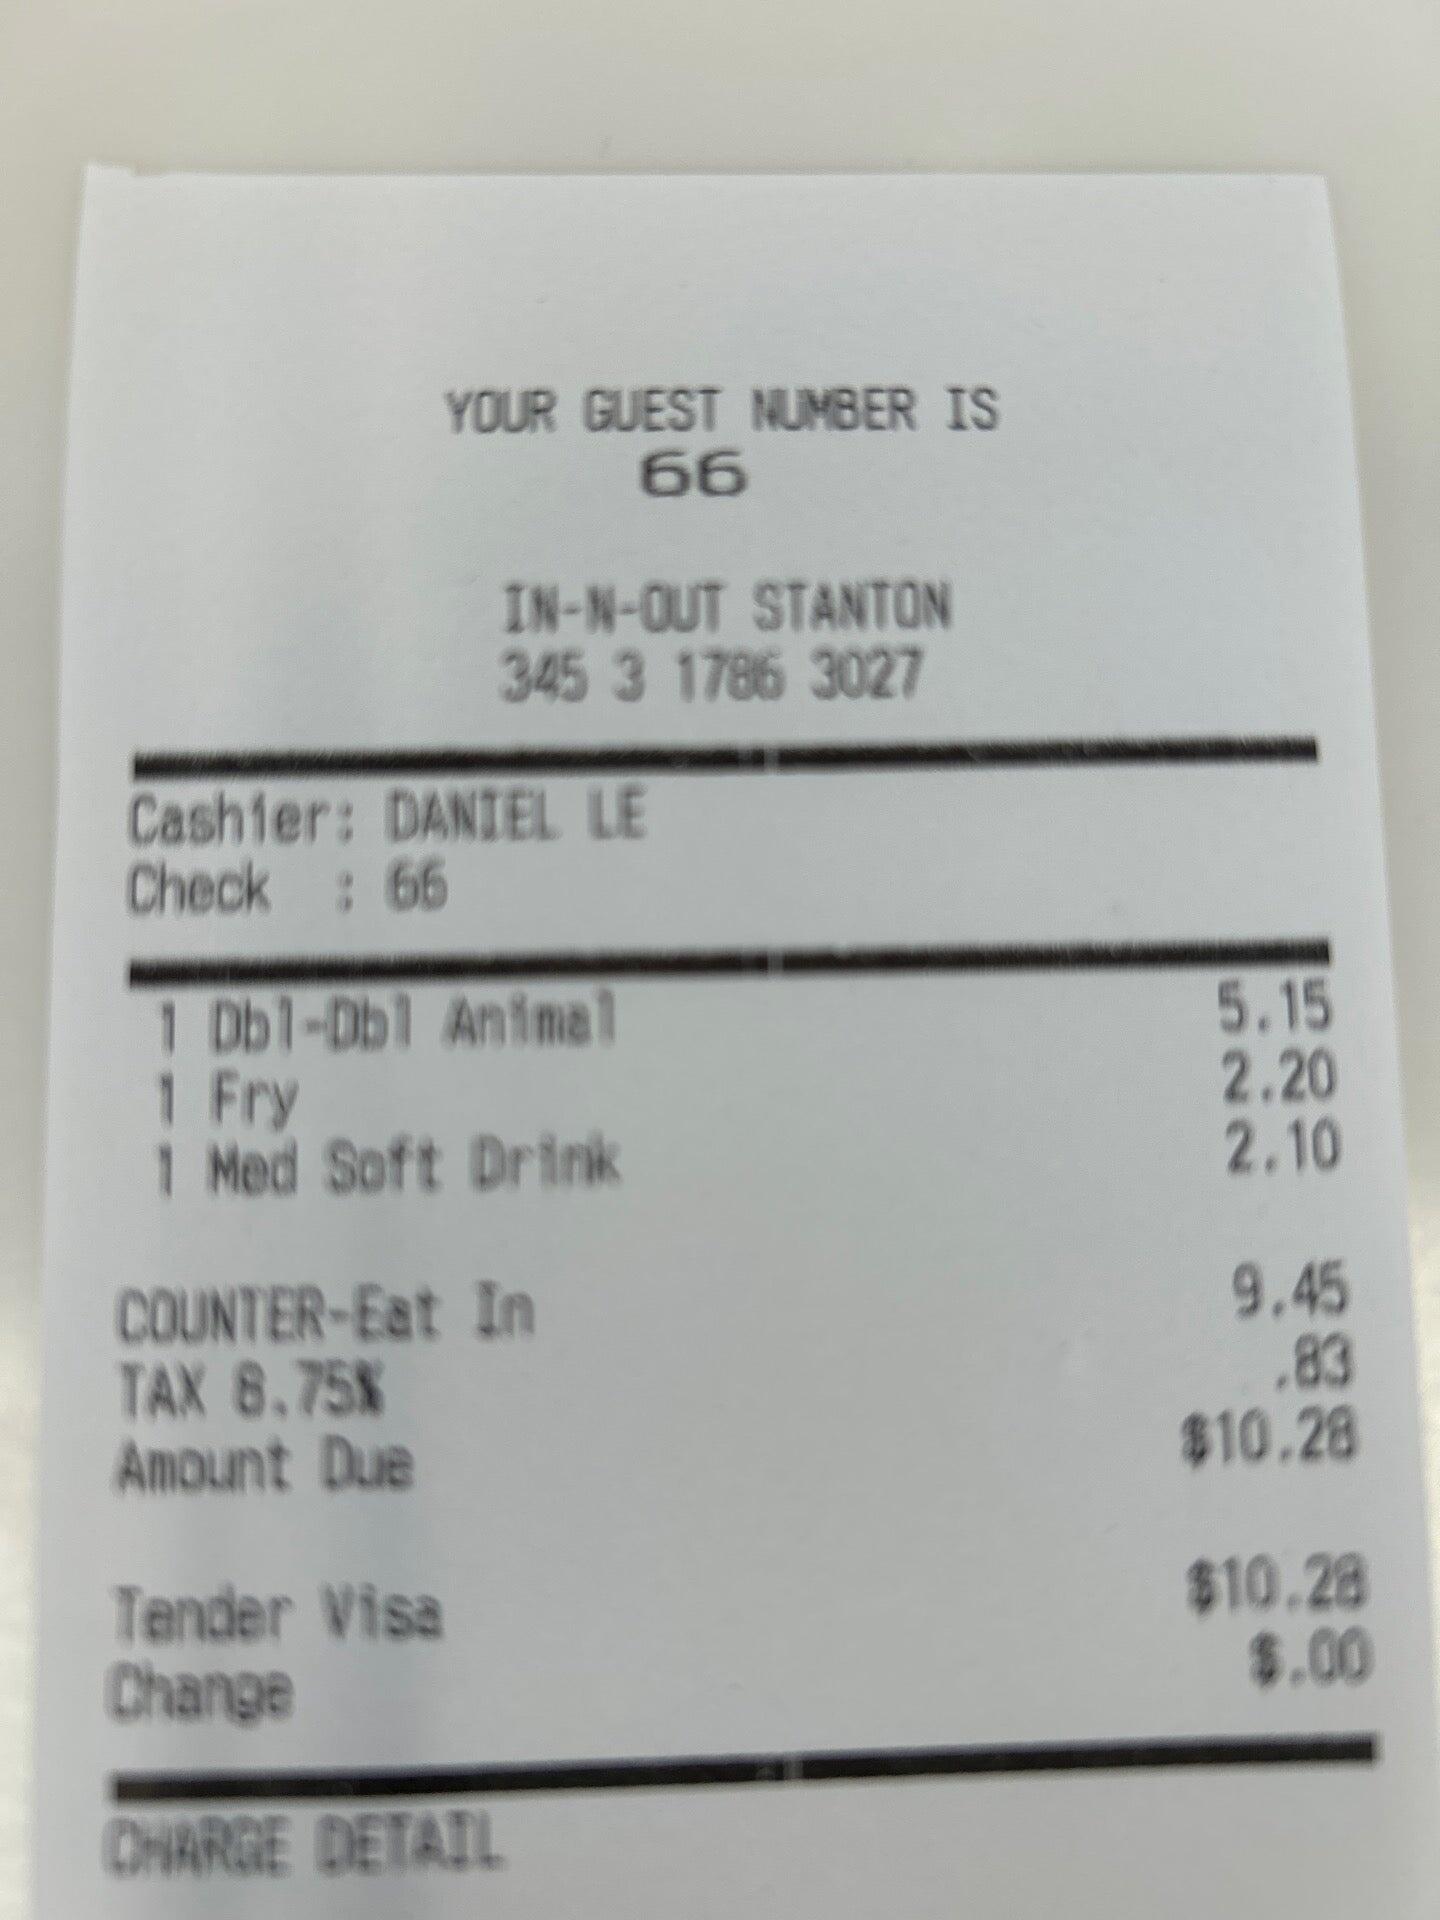 YOUR GUEST NUMBER IS
66
IN-N-OUT STANTON
345 3 1786 3027
Cashier: DANIEL LE
Check : 66
1 Dbl-Dbl Animal 5.15
1 Fry 2.20
1 Med Soft Drink 2.10
COUNTER-Eat In 9.45
TAX 8.75% .83
Amount Due $10.28
Tender Visa $10.28
Change $.00
CHARGE DETAIL